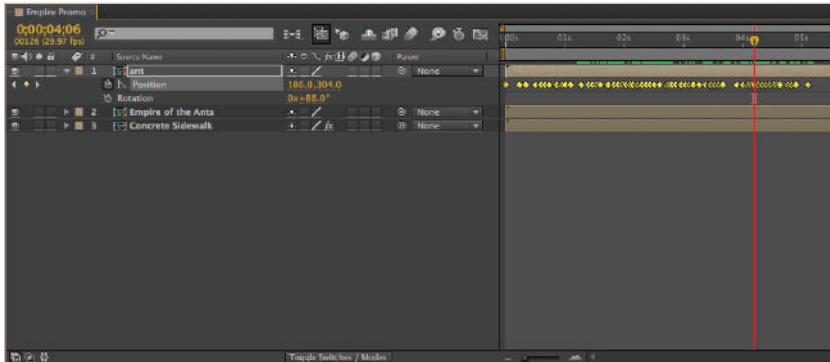 Empire Promo
0;00;04;06
00126 (29.97 fps)
# Source Name Parent
:00s 01s 02s 03s 04s 05s
1 ant None
Position 186.0,304.0
Rotation 0x+88.0°
2 Empire of the Ants None
3 Concrete Sidewalk fx None
Toggle Switches / Modes